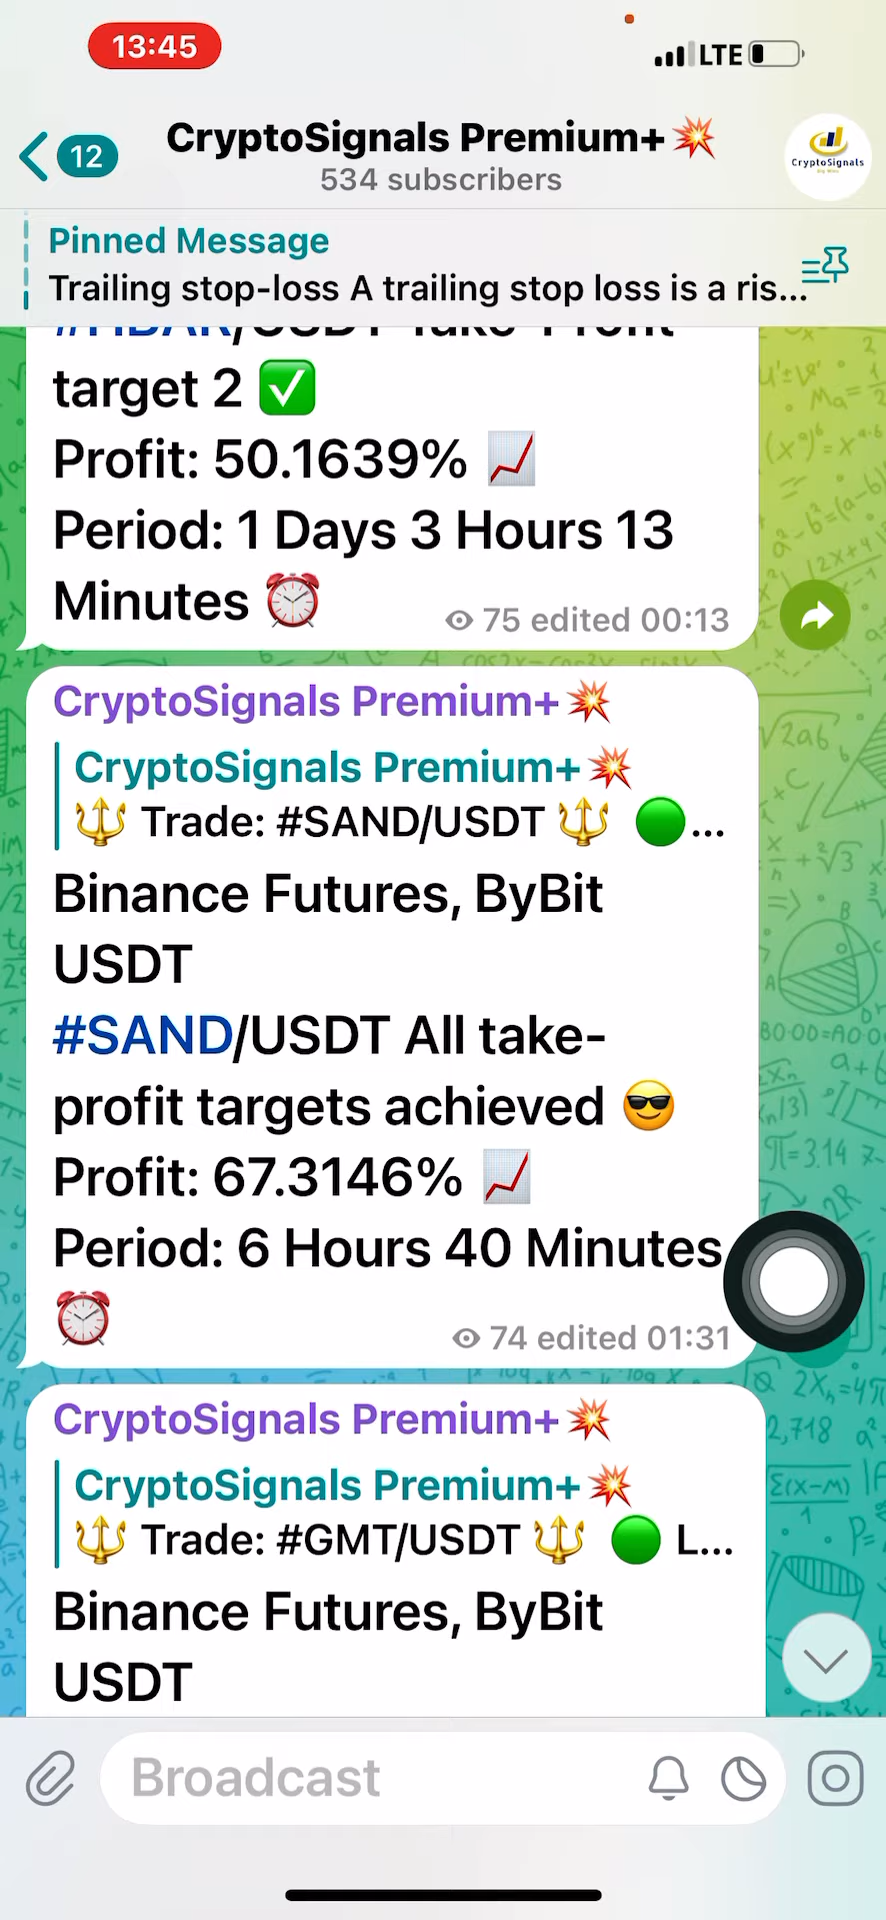 13:45
LTE
12
CryptoSignals Premium+💥
534 subscribers
CryptoSignals
Pinned Message
Trailing stop-loss A trailing stop loss is a ris...
#HBAR/USDT Take-Profit
target 2 ✅
Profit: 50.1639% 📈
Period: 1 Days 3 Hours 13
Minutes ⏰
75 edited 00:13
CryptoSignals Premium+💥
CryptoSignals Premium+💥
🔱 Trade: #SAND/USDT 🔱 🟢...
Binance Futures, ByBit
USDT
#SAND/USDT All take-
profit targets achieved 😎
Profit: 67.3146% 📈
Period: 6 Hours 40 Minutes
⏰
74 edited 01:31
CryptoSignals Premium+💥
CryptoSignals Premium+💥
🔱 Trade: #GMT/USDT 🔱 🟢 L...
Binance Futures, ByBit
USDT
Broadcast